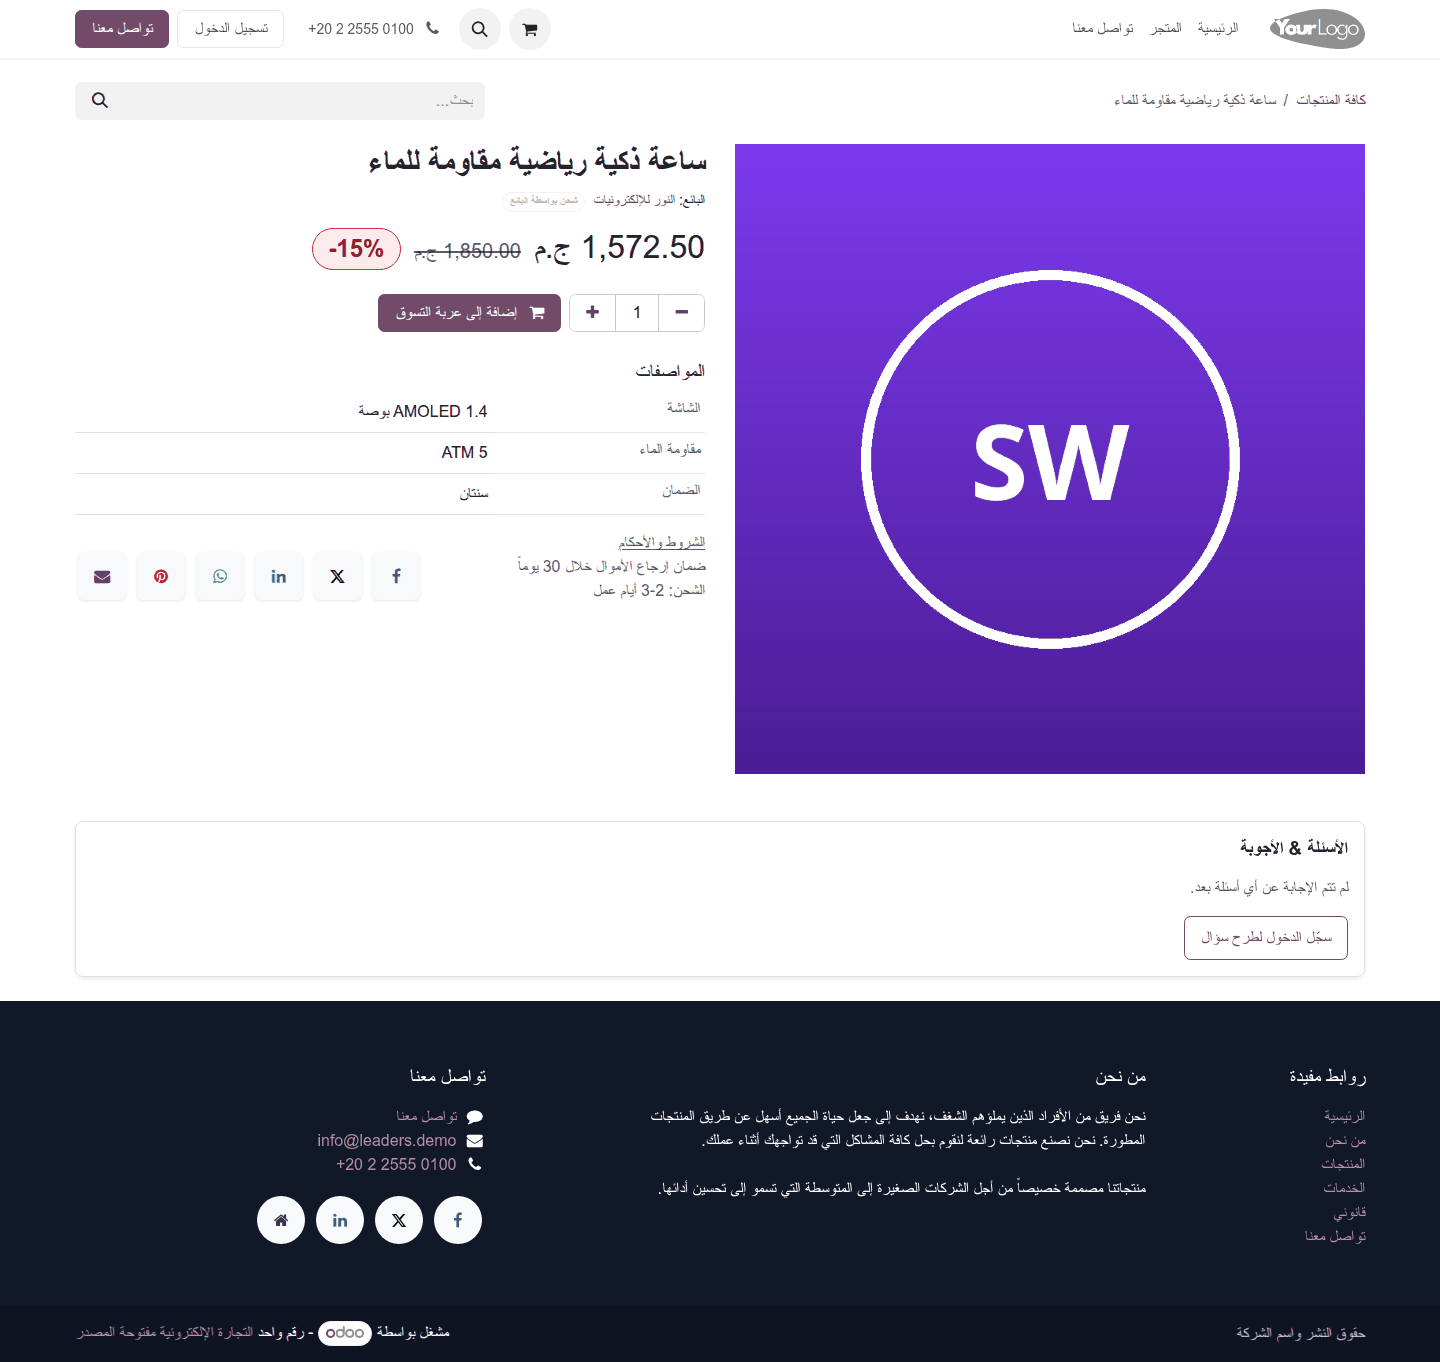 YourLogo
الرئيسية
المتجر
تواصل معنا
+20 2 2555 0100
تسجيل الدخول
تواصل معنا
كافة المنتجات / ساعة ذكية رياضية مقاومة للماء
بحث...
SW
ساعة ذكية رياضية مقاومة للماء
البائع: النور للإلكترونيات شحن بواسطة البائع
1,572.50 ج.م 1,850.00 ج.م -15%
1
إضافة إلى عربة التسوق
المواصفات
الشاشة AMOLED 1.4 بوصة
مقاومة الماء 5 ATM
الضمان سنتان
الشروط والأحكام
ضمان إرجاع الأموال خلال 30 يوماً
الشحن: 2-3 أيام عمل
الأسئلة & الأجوبة
لم تتم الإجابة عن أي أسئلة بعد.
سجّل الدخول لطرح سؤال
روابط مفيدة
الرئيسية
من نحن
المنتجات
الخدمات
قانوني
تواصل معنا
من نحن
نحن فريق من الأفراد الذين يملؤهم الشغف، نهدف إلى جعل حياة الجميع أسهل عن طريق المنتجات
المطورة. نحن نصنع منتجات رائعة لنقوم بحل كافة المشاكل التي قد تواجهك أثناء عملك.
منتجاتنا مصممة خصيصاً من أجل الشركات الصغيرة إلى المتوسطة التي تسمو إلى تحسين أدائها.
تواصل معنا
تواصل معنا
info@leaders.demo
+20 2 2555 0100
حقوق النشر واسم الشركة
مشغل بواسطة odoo - رقم واحد التجارة الإلكترونية مفتوحة المصدر